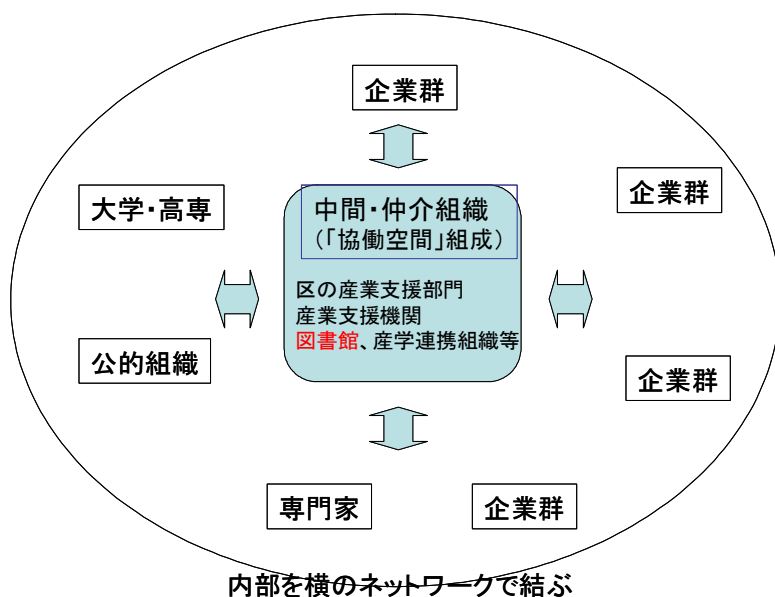 企業群
企業群
大学・高専
中間・仲介組織
(「協働空間」組成)
区の産業支援部門
産業支援機関
図書館、産学連携組織等
公的組織
企業群
専門家
企業群
内部を横のネットワークで結ぶ